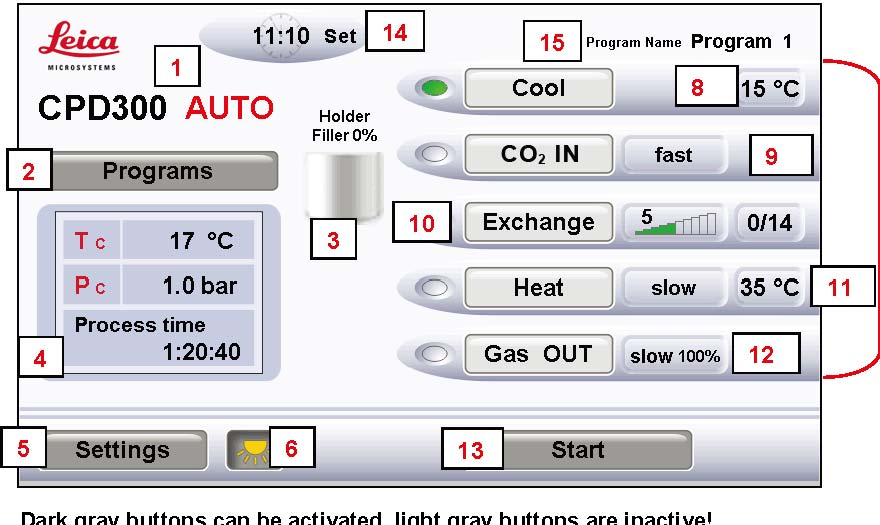 Leica
MICROSYSTEMS
1
11:10 Set
14
15
Program Name Program 1
CPD300 AUTO
Holder
Filler 0%
3
2
Programs
T c 17 °C
P c 1.0 bar
Process time
1:20:40
4
Cool
8
15 °C
CO₂ IN
fast
9
10
Exchange
5
0/14
Heat
slow
35 °C
11
Gas OUT
slow 100%
12
5
Settings
6
13
Start
Dark gray buttons can be activated, light gray buttons are inactive!